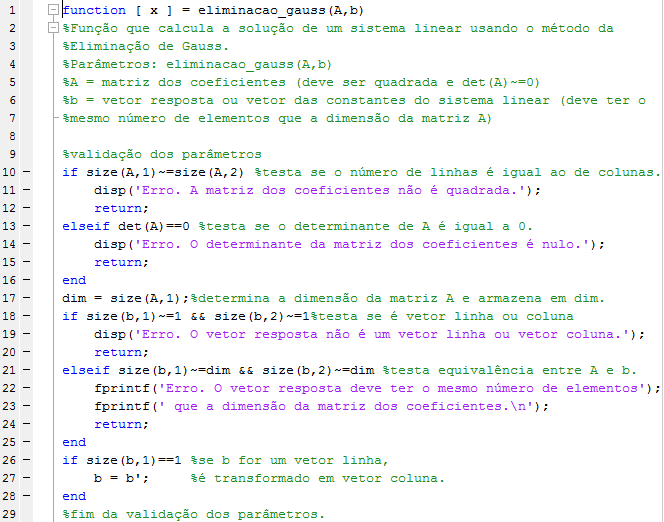 1 function [ x ] = eliminacao_gauss(A,b)
2 %Função que calcula a solução de um sistema linear usando o método da
3 %Eliminação de Gauss.
4 %Parâmetros: eliminacao_gauss(A,b)
5 %A = matriz dos coeficientes (deve ser quadrada e det(A)~=0)
6 %b = vetor resposta ou vetor das constantes do sistema linear (deve ter o
7 %mesmo número de elementos que a dimensão da matriz A)
8
9 %validação dos parâmetros
10 – if size(A,1)~=size(A,2) %testa se o número de linhas é igual ao de colunas.
11 – disp('Erro. A matriz dos coeficientes não é quadrada.');
12 – return;
13 – elseif det(A)==0 %testa se o determinante de A é igual a 0.
14 – disp('Erro. O determinante da matriz dos coeficientes é nulo.');
15 – return;
16 – end
17 – dim = size(A,1);%determina a dimensão da matriz A e armazena em dim.
18 – if size(b,1)~=1 && size(b,2)~=1%testa se é vetor linha ou coluna
19 – disp('Erro. O vetor resposta não é um vetor linha ou vetor coluna.');
20 – return;
21 – elseif size(b,1)~=dim && size(b,2)~=dim %testa equivalência entre A e b.
22 – fprintf('Erro. O vetor resposta deve ter o mesmo número de elementos');
23 – fprintf(' que a dimensão da matriz dos coeficientes.\n');
24 – return;
25 – end
26 – if size(b,1)==1 %se b for um vetor linha,
27 – b = b'; %é transformado em vetor coluna.
28 – end
29 %fim da validação dos parâmetros.